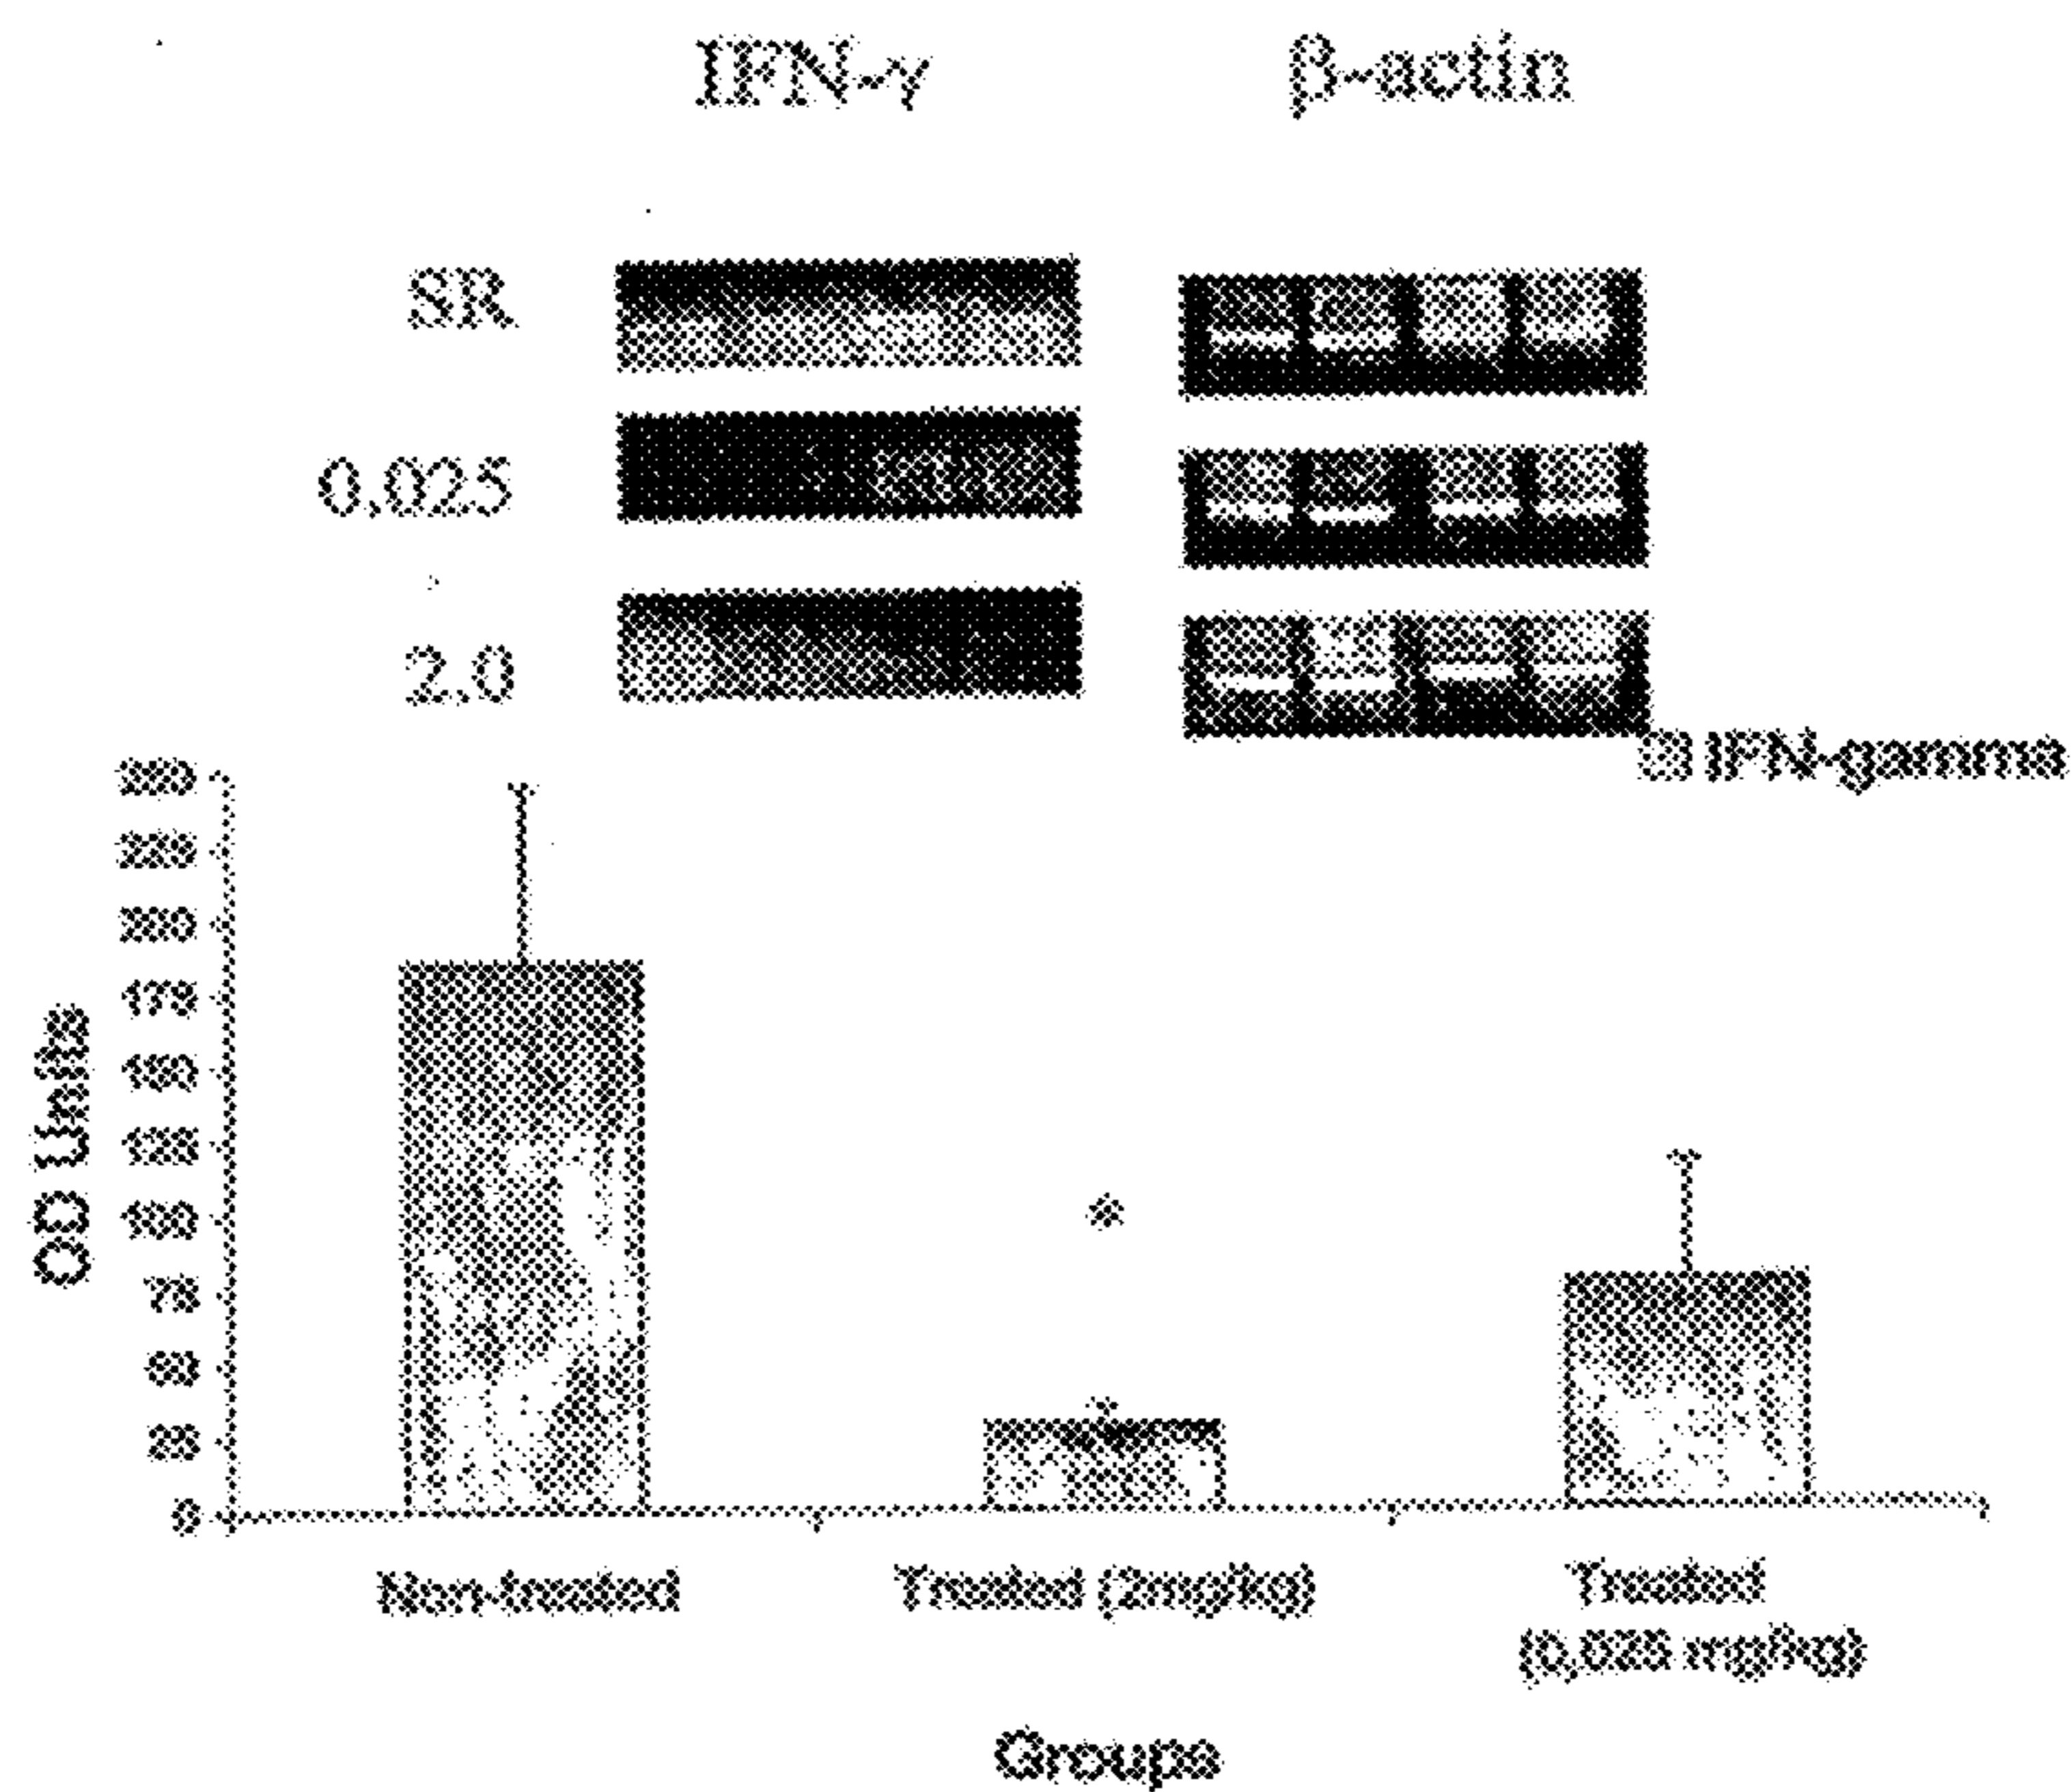 IFN-γ β-actin
SR
0.025
2.0
IFN-gamma
250
225
200
175
150
125
100
75
50
25
0
OD Units
*
Non-treated Treated (2mg/kg) Treated
(0.025 mg/kg)
Groups